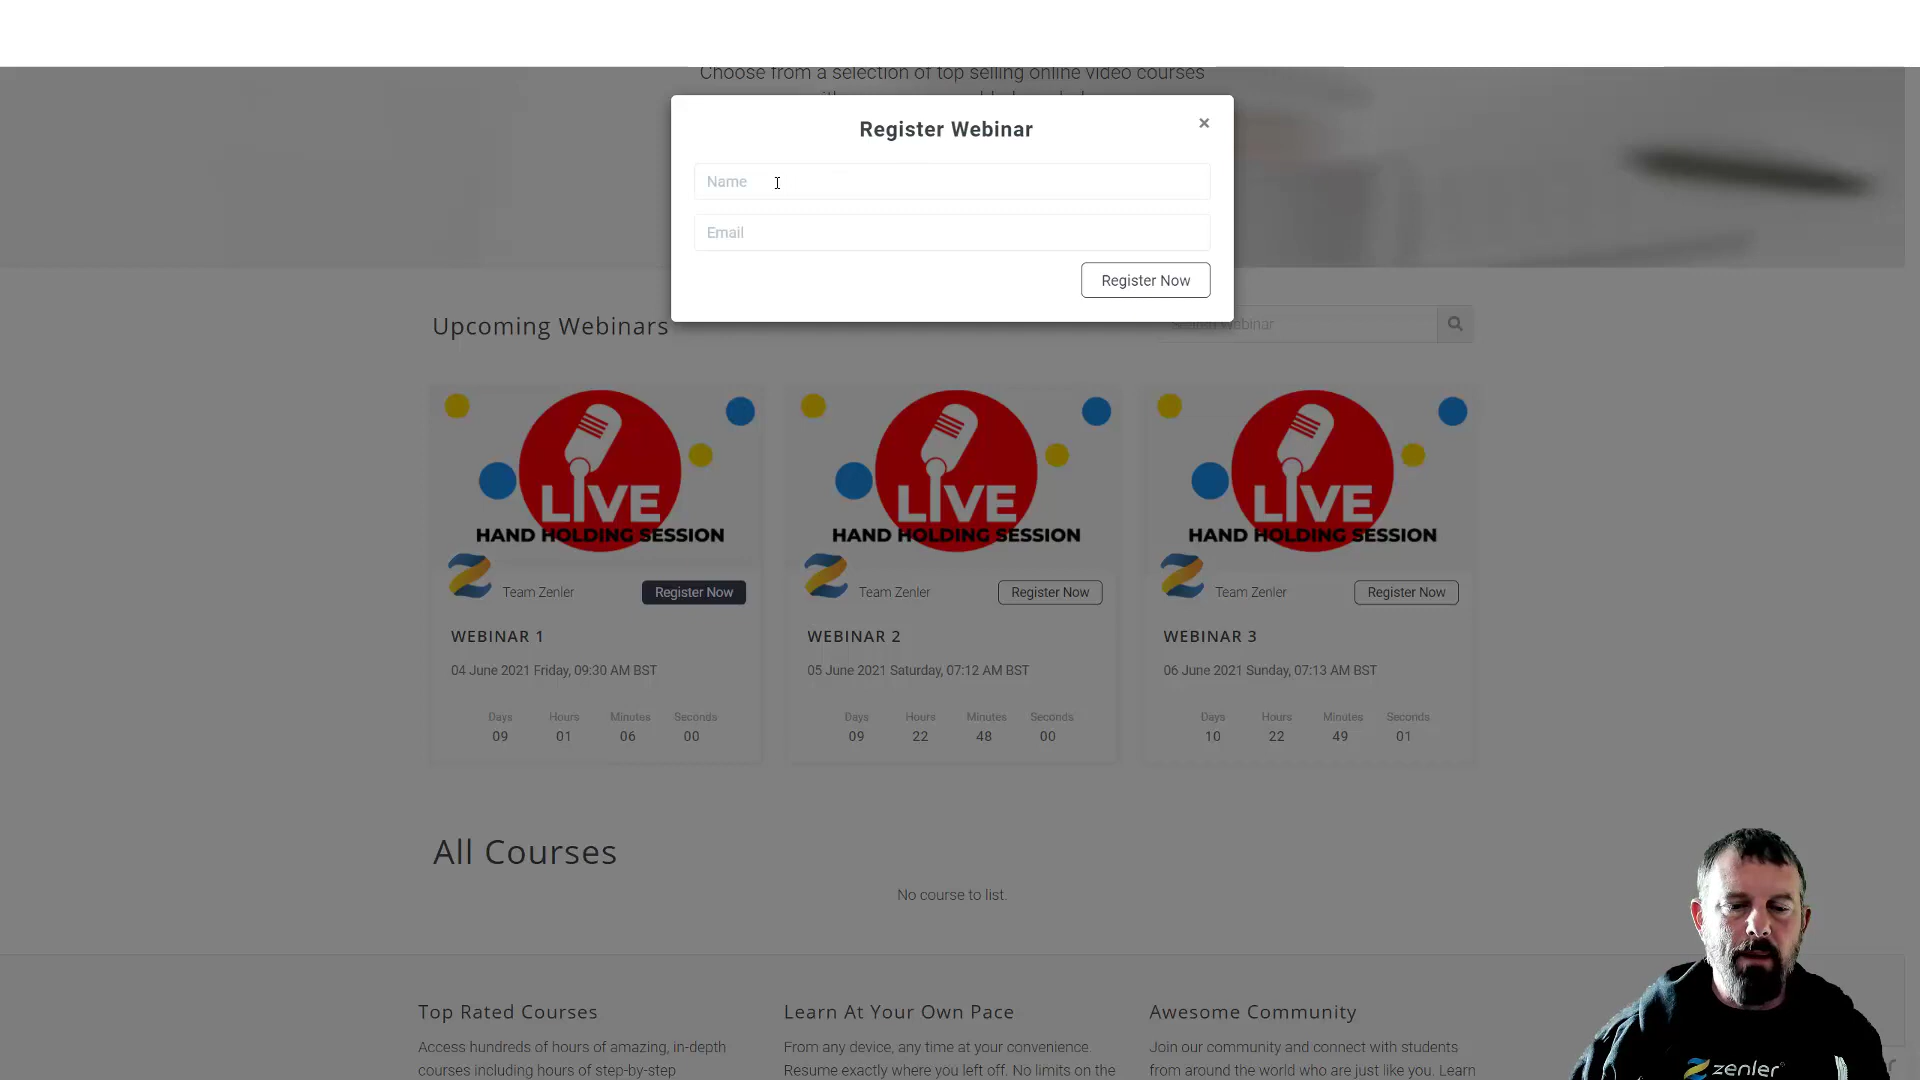 Choose from a selection of top selling online video courses
Register Webinar
×
Name
Email
Register Now
Upcoming Webinars
Search Webinar
LIVE
HAND HOLDING SESSION
Team Zenler
Register Now
WEBINAR 1
04 June 2021 Friday, 09:30 AM BST
Days Hours Minutes Seconds
09 01 06 00
LIVE
HAND HOLDING SESSION
Team Zenler
Register Now
WEBINAR 2
05 June 2021 Saturday, 07:12 AM BST
Days Hours Minutes Seconds
09 22 48 00
LIVE
HAND HOLDING SESSION
Team Zenler
Register Now
WEBINAR 3
06 June 2021 Sunday, 07:13 AM BST
Days Hours Minutes Seconds
10 22 49 01
All Courses
No course to list.
Top Rated Courses
Access hundreds of hours of amazing, in-depth
courses including hours of step-by-step
Learn At Your Own Pace
From any device, any time at your convenience.
Resume exactly where you left off. No limits on the
Awesome Community
Join our community and connect with students
from around the world who are just like you. Learn
zenler